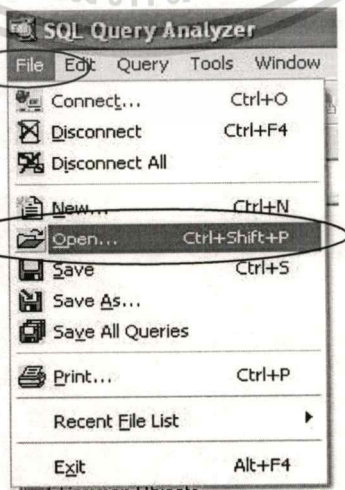 SQL Query Analyzer
File Edit Query Tools Window
Connect... Ctrl+O
Disconnect Ctrl+F4
Disconnect All
New... Ctrl+N
Open... Ctrl+Shift+P
Save Ctrl+S
Save As...
Save All Queries
Print... Ctrl+P
Recent File List
Exit Alt+F4